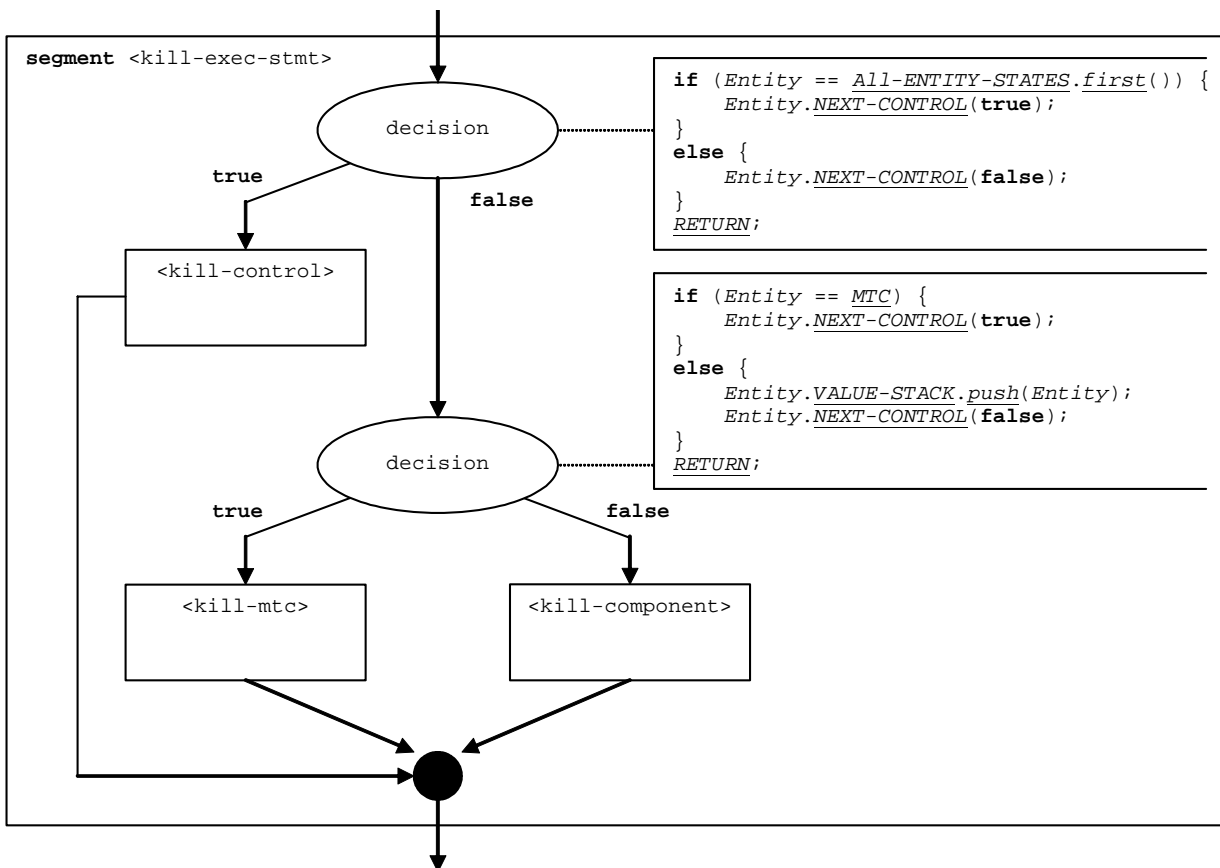 segment <kill-exec-stmt>
decision
if (Entity == All-ENTITY-STATES.first()) {
Entity.NEXT-CONTROL(true);
}
else {
Entity.NEXT-CONTROL(false);
}
RETURN;
true
false
<kill-control>
if (Entity == MTC) {
Entity.NEXT-CONTROL(true);
}
else {
Entity.VALUE-STACK.push(Entity);
Entity.NEXT-CONTROL(false);
}
RETURN;
decision
true
false
<kill-mtc>
<kill-component>